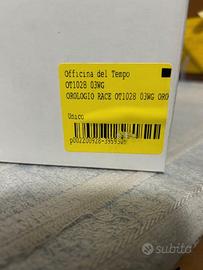 Officina del Tempo
OT1028 03WG
OROLOGIO RACE OT1028 03WG ORO
Unico
subito